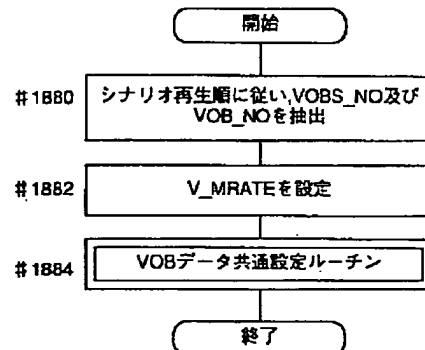 開始
#1880
シナリオ再生順に従い,VOBS_NO及び
VOB_NOを抽出
#1882
V_MRATEを設定
#1884
VOBデータ共通設定ルーチン
終了